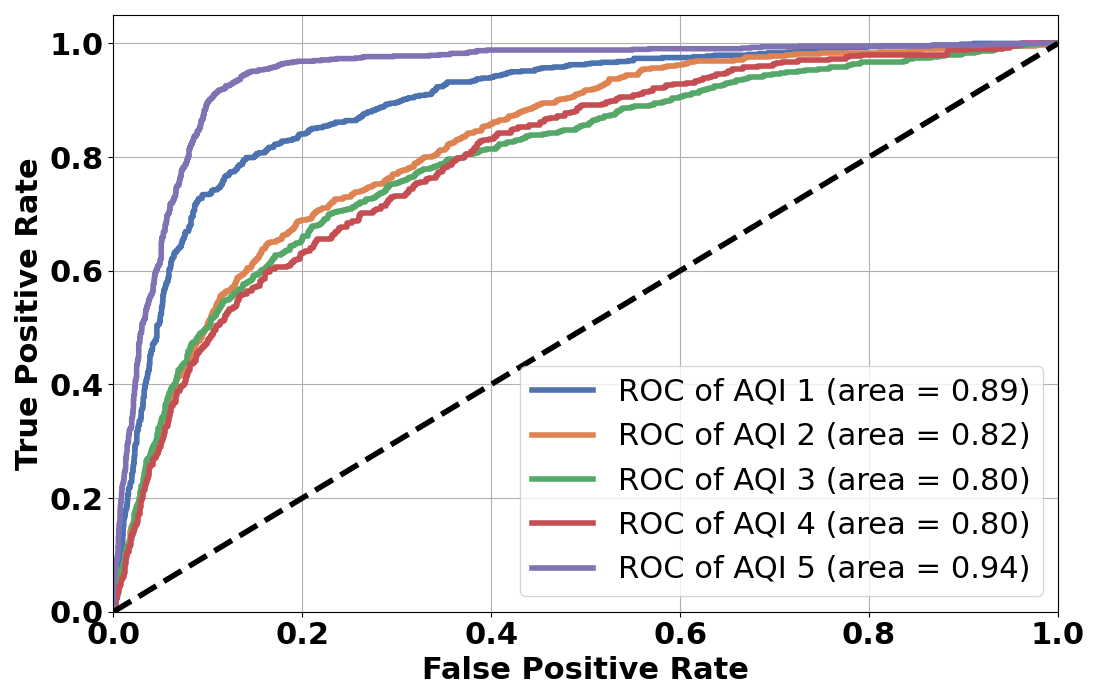 1.0
0.8
0.6
0.4
0.2
0.0
True Positive Rate
ROC of AQI 1 (area = 0.89)
ROC of AQI 2 (area = 0.82)
ROC of AQI 3 (area = 0.80)
ROC of AQI 4 (area = 0.80)
ROC of AQI 5 (area = 0.94)
0.0 0.2 0.4 0.6 0.8 1.0
False Positive Rate